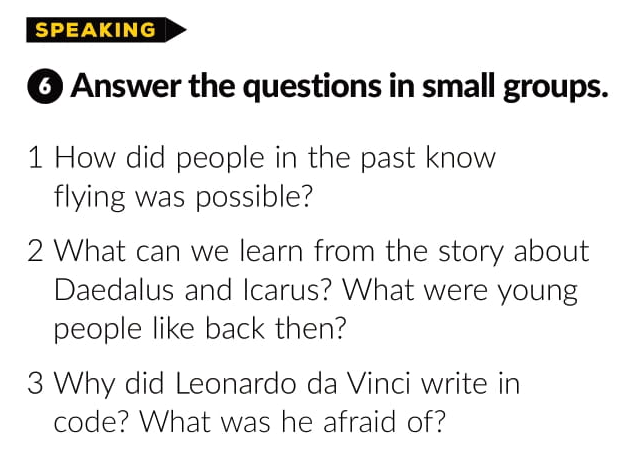 SPEAKING
6 Answer the questions in small groups.
1 How did people in the past know
flying was possible?
2 What can we learn from the story about
Daedalus and Icarus? What were young
people like back then?
3 Why did Leonardo da Vinci write in
code? What was he afraid of?